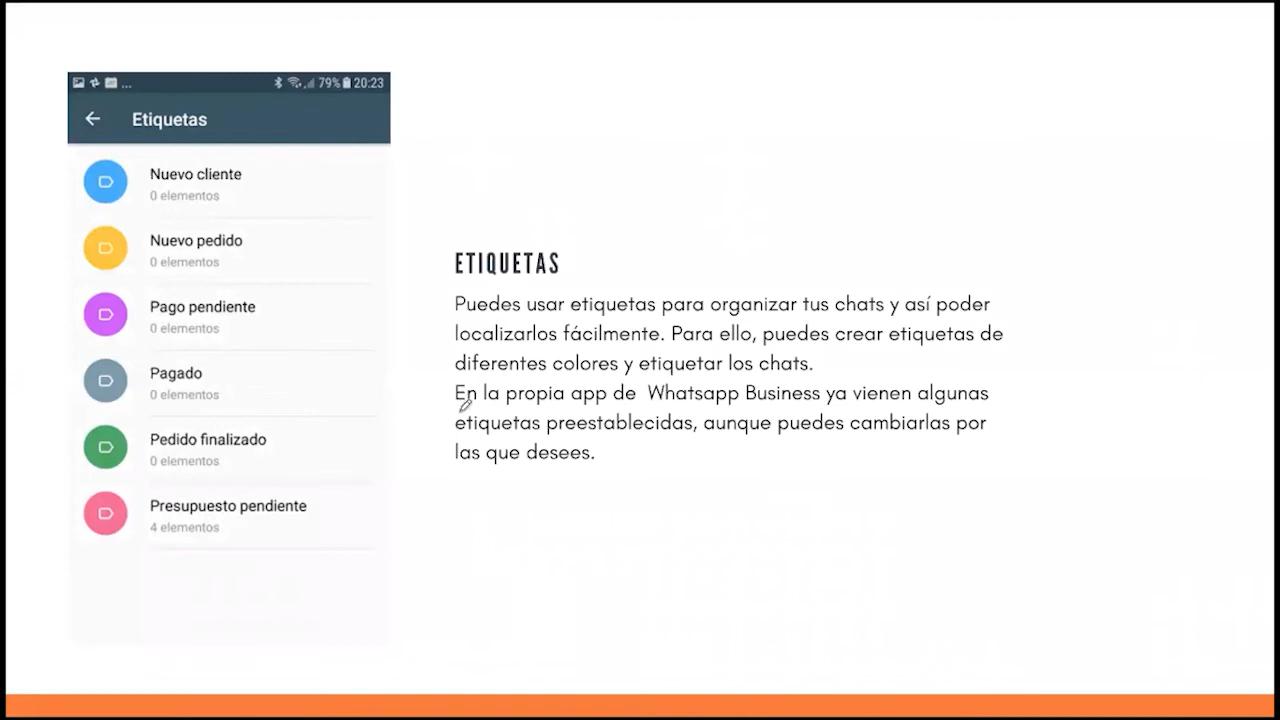 ... 79% 20:23
Etiquetas
Nuevo cliente
0 elementos
Nuevo pedido
0 elementos
Pago pendiente
0 elementos
Pagado
0 elementos
Pedido finalizado
0 elementos
Presupuesto pendiente
4 elementos
ETIQUETAS
Puedes usar etiquetas para organizar tus chats y así poder
localizarlos fácilmente. Para ello, puedes crear etiquetas de
diferentes colores y etiquetar los chats.
En la propia app de Whatsapp Business ya vienen algunas
etiquetas preestablecidas, aunque puedes cambiarlas por
las que desees.